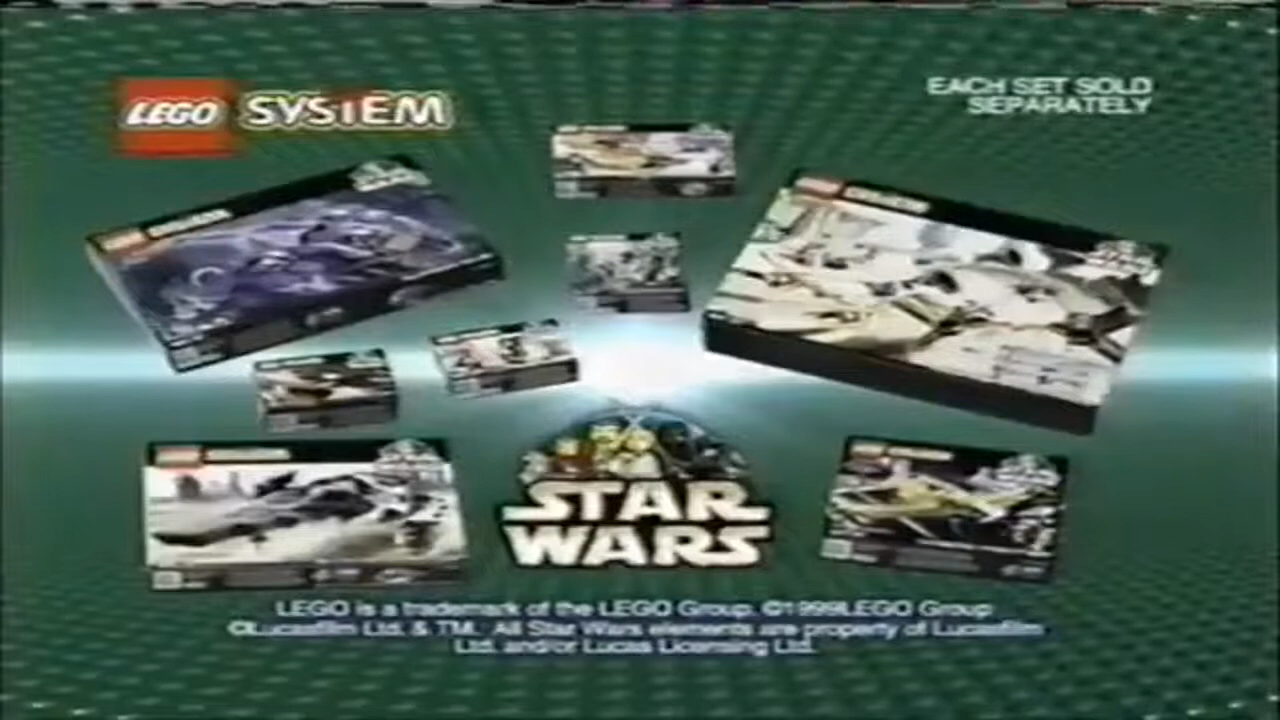 LEGO SYSTEM
EACH SET SOLD
SEPARATELY
STAR
WARS
LEGO is a trademark of the LEGO Group. ©1999LEGO Group
©Lucasfilm Ltd. & TM. All Star Wars elements are property of Lucasfilm
Ltd. and/or Lucas Licensing Ltd.